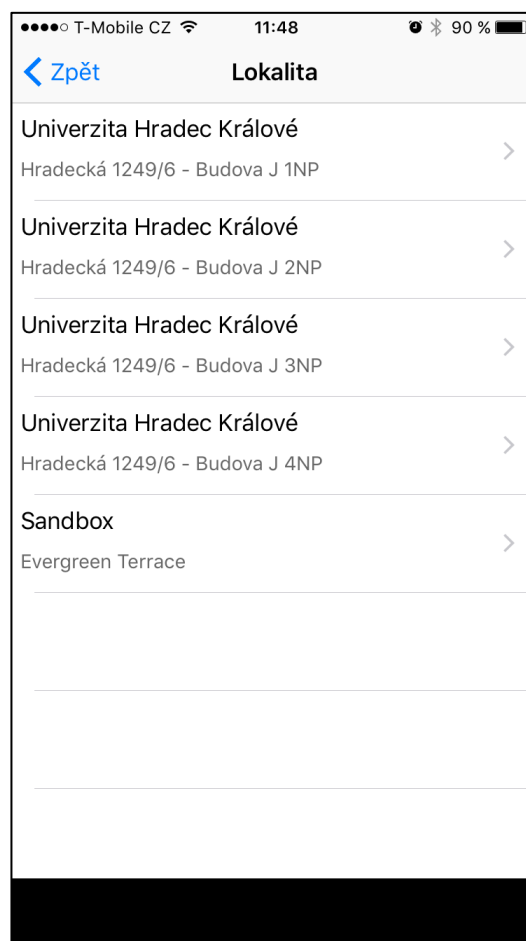 T-Mobile CZ 11:48 90 %
Zpět Lokalita
Univerzita Hradec Králové
Hradecká 1249/6 - Budova J 1NP
Univerzita Hradec Králové
Hradecká 1249/6 - Budova J 2NP
Univerzita Hradec Králové
Hradecká 1249/6 - Budova J 3NP
Univerzita Hradec Králové
Hradecká 1249/6 - Budova J 4NP
Sandbox
Evergreen Terrace